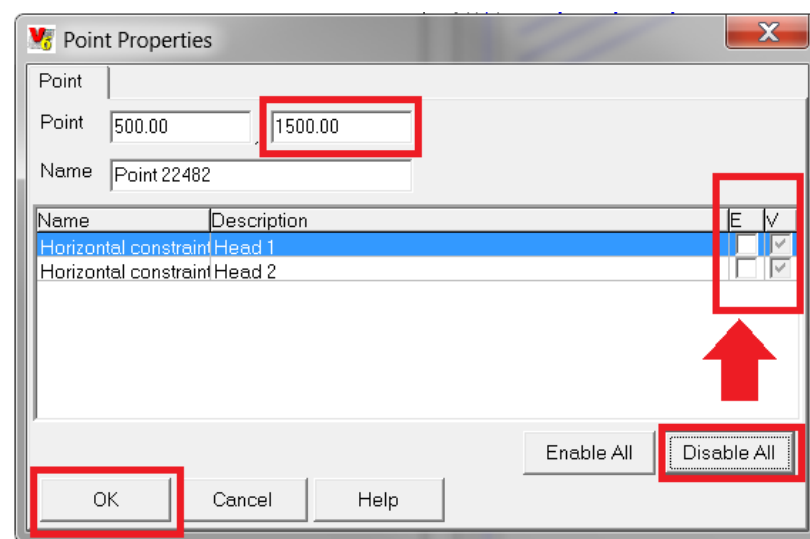 Point Properties
Point
Point 500.00 , 1500.00
Name Point 22482
Name Description E V
Horizontal constraint Head 1
Horizontal constraint Head 2
Enable All Disable All
OK Cancel Help